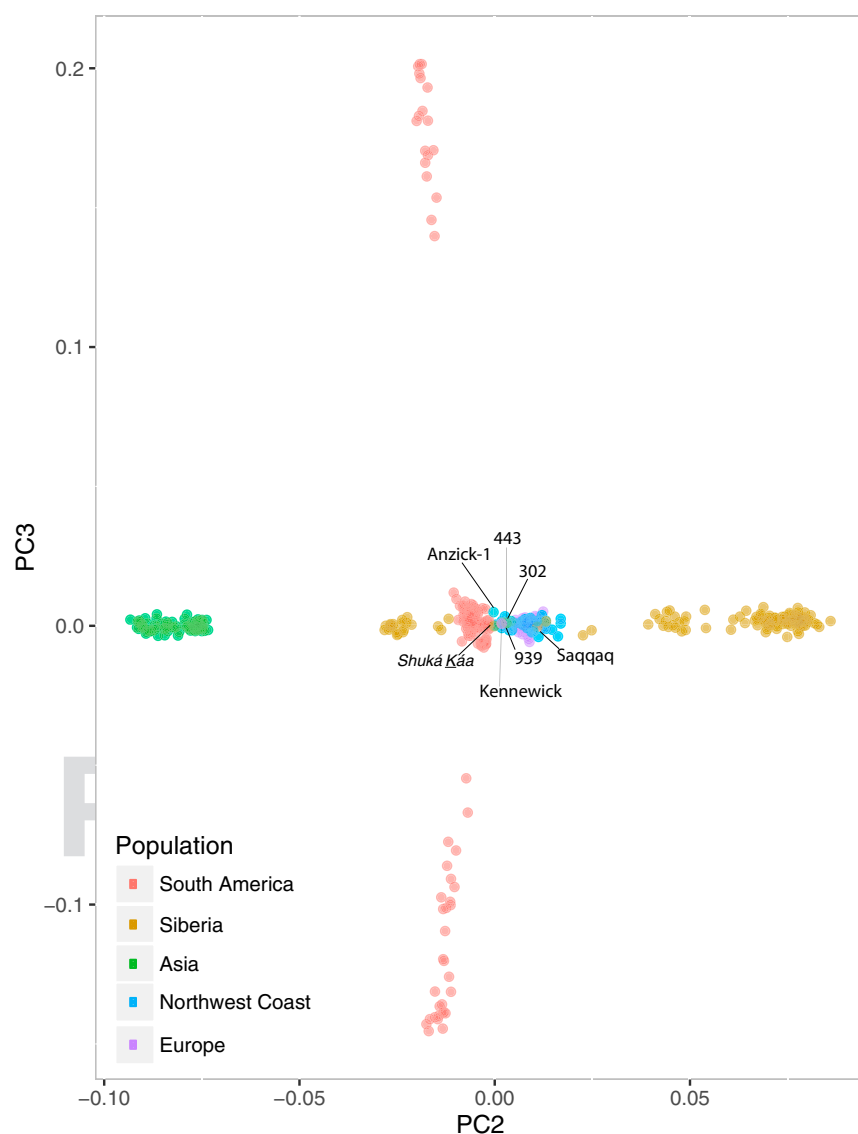 0.2
0.1
0.0
−0.1
PC3
443
Anzick-1
302
Shuká Ḵáa
939
Saqqaq
Kennewick
P
Population
South America
Siberia
Asia
Northwest Coast
Europe
−0.10
−0.05
0.00
0.05
PC2